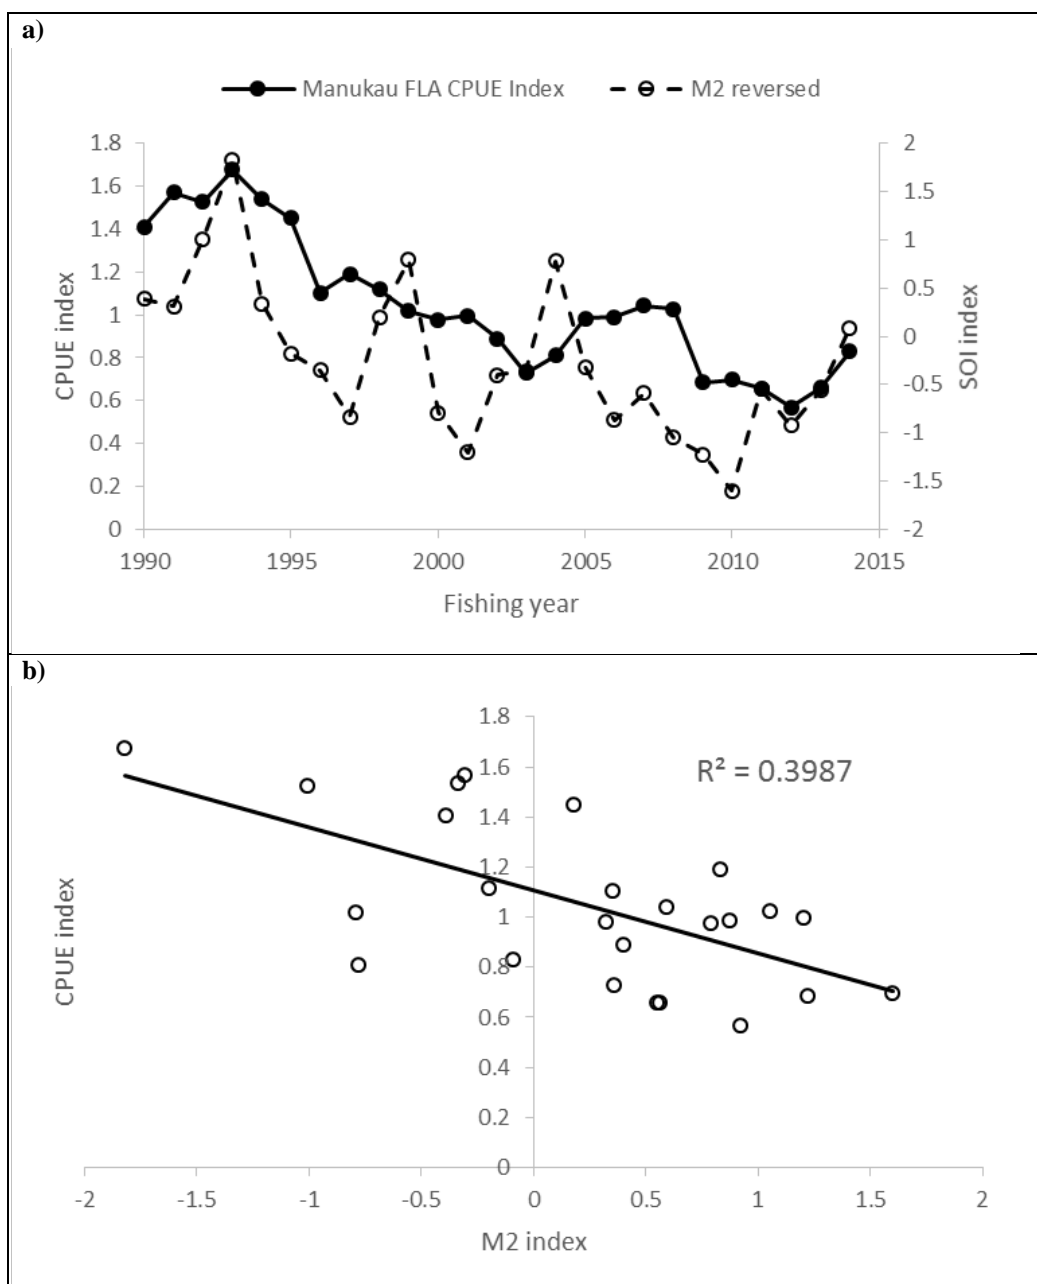 a)
Manukau FLA CPUE Index M2 reversed
1.8 2
1.6 1.5
1.4 1
1.2 0.5
1 0
0.8 -0.5
0.6 -1
0.4 -1.5
0.2 -2
0
CPUE index
SOI index
1990 1995 2000 2005 2010 2015
Fishing year
b)
1.8
1.6
1.4
1.2
1
0.8
0.6
0.4
0.2
0
R² = 0.3987
CPUE index
-2 -1.5 -1 -0.5 0 0.5 1 1.5 2
M2 index